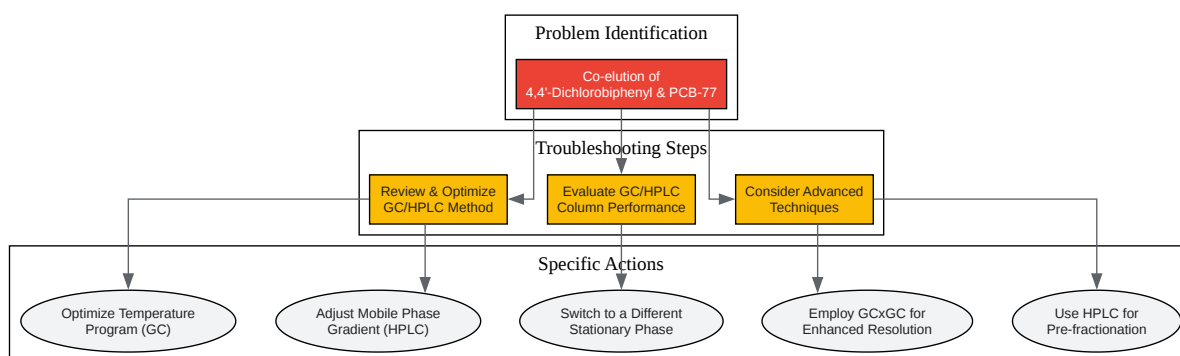 Problem Identification
Co-elution of
4,4'-Dichlorobiphenyl & PCB-77
Troubleshooting Steps
Review & Optimize
GC/HPLC Method
Evaluate GC/HPLC
Column Performance
Consider Advanced
Techniques
Specific Actions
Optimize Temperature
Program (GC)
Adjust Mobile Phase
Gradient (HPLC)
Switch to a Different
Stationary Phase
Employ GCxGC for
Enhanced Resolution
Use HPLC for
Pre-fractionation